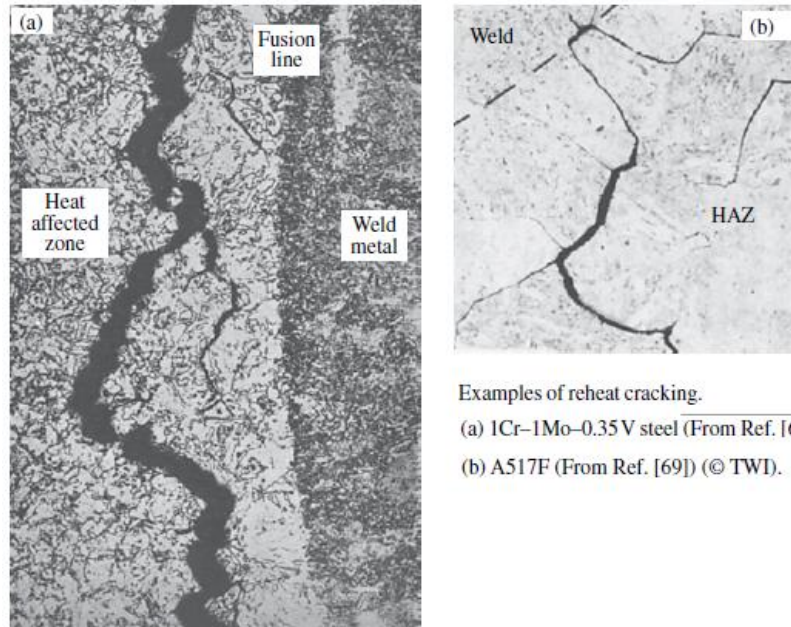 (a)
Fusion
line
Heat
affected
zone
Weld
metal
Weld
(b)
HAZ
Examples of reheat cracking.
(a) 1Cr–1Mo–0.35V steel (From Ref. [6
(b) A517F (From Ref. [69]) (© TWI).